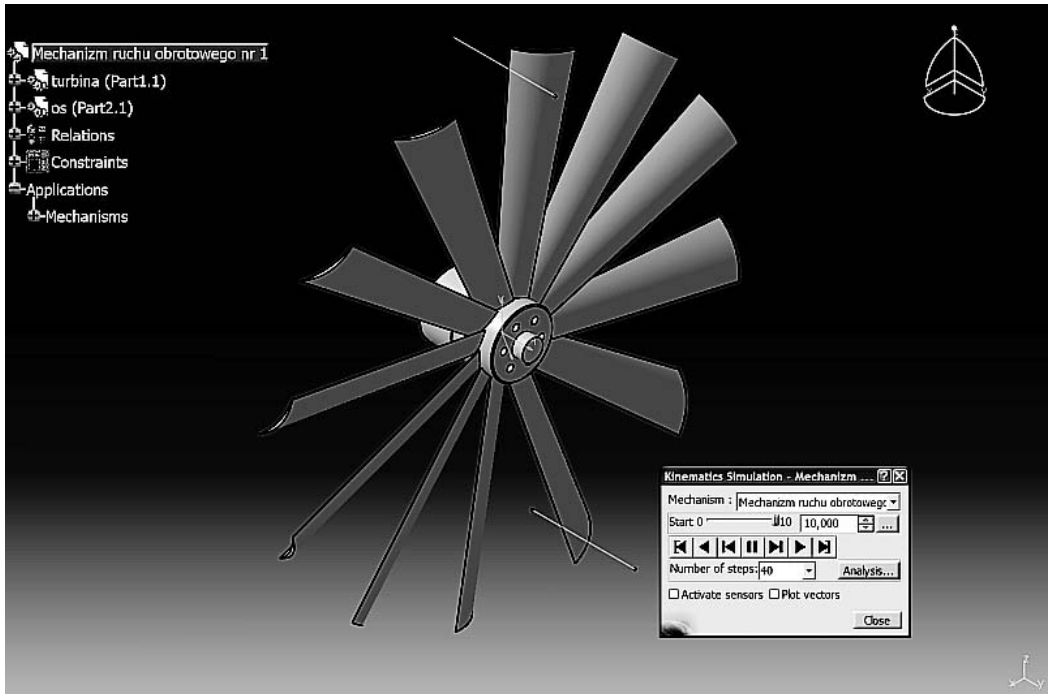 Mechanizm ruchu obrotowego nr 1
turbina (Part1.1)
os (Part2.1)
Relations
Constraints
Applications
Mechanisms
Kinematics Simulation - Mechanizm ...
Mechanism : Mechanizm ruchu obrotoweg
Start 0 10 10,000 ...
Number of steps: 40 Analysis...
Activate sensors Plot vectors
Close
z
x y